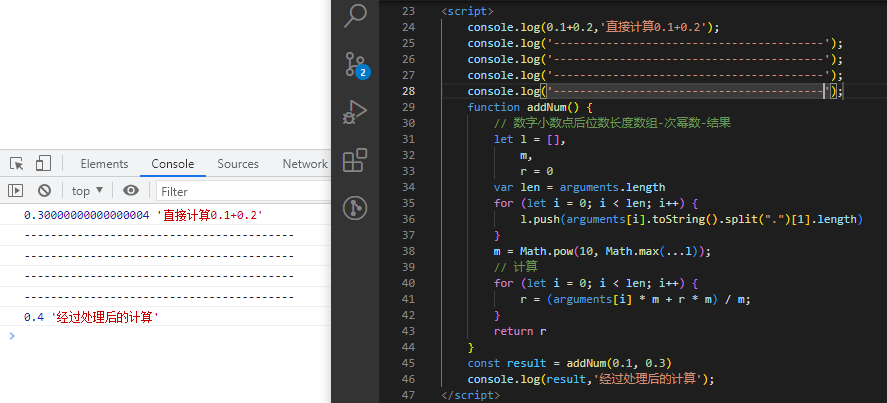 Elements Console Sources Network
top ▼ Filter
0.30000000000000004 '直接计算0.1+0.2'
-----------------------------------------
-----------------------------------------
-----------------------------------------
-----------------------------------------
0.4 '经过处理后的计算'
2
23 <script>
24 console.log(0.1+0.2,'直接计算0.1+0.2');
25 console.log('-----------------------------------------');
26 console.log('-----------------------------------------');
27 console.log('-----------------------------------------');
28 console.log('-----------------------------------------');
29 function addNum() {
30 // 数字小数点后位数长度数组-次幂数-结果
31 let l = [],
32 m,
33 r = 0
34 var len = arguments.length
35 for (let i = 0; i < len; i++) {
36 l.push(arguments[i].toString().split(".")[1].length)
37 }
38 m = Math.pow(10, Math.max(...l));
39 // 计算
40 for (let i = 0; i < len; i++) {
41 r = (arguments[i] * m + r * m) / m;
42 }
43 return r
44 }
45 const result = addNum(0.1, 0.3)
46 console.log(result,'经过处理后的计算');
47 </script>